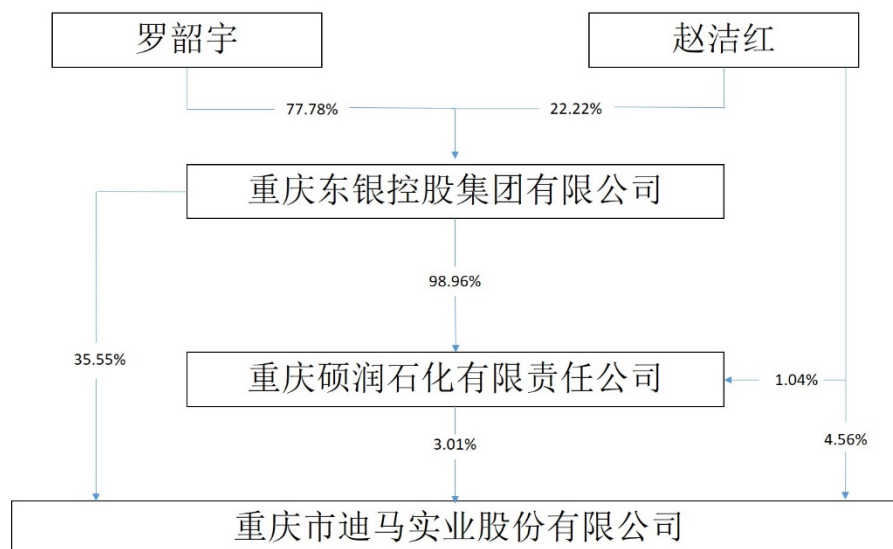 罗韶宇
赵洁红
77.78%
22.22%
重庆东银控股集团有限公司
98.96%
35.55%
重庆硕润石化有限责任公司
1.04%
3.01%
4.56%
重庆市迪马实业股份有限公司